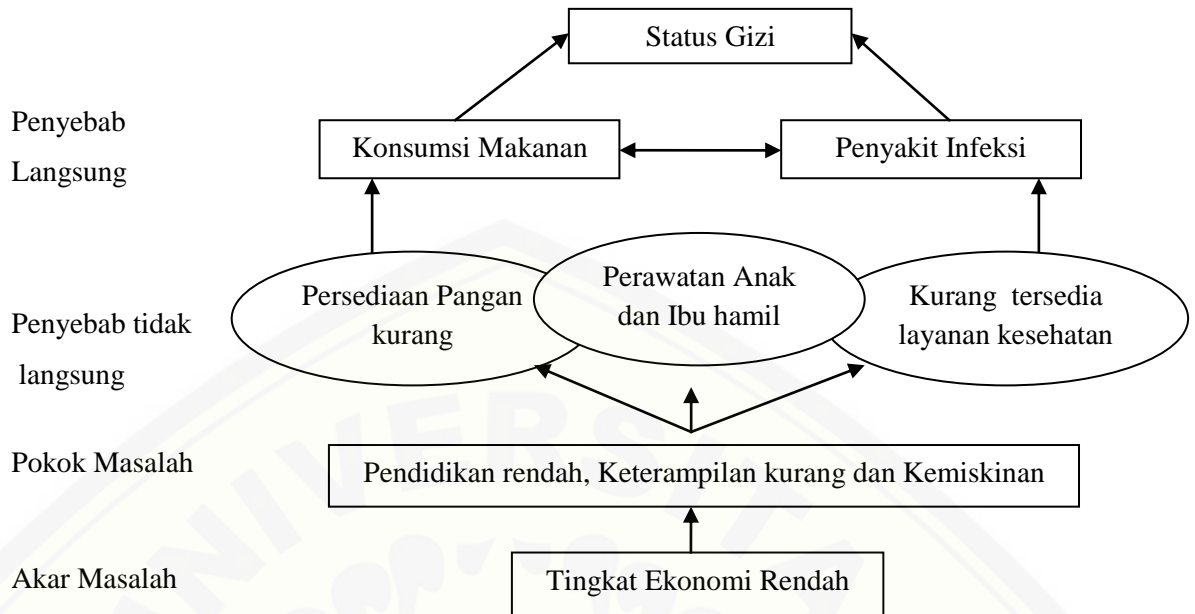 Status Gizi
Penyebab
Langsung
Konsumsi Makanan
Penyakit Infeksi
Penyebab tidak
langsung
Persediaan Pangan
kurang
Perawatan Anak
dan Ibu hamil
Kurang tersedia
layanan kesehatan
Pokok Masalah
Pendidikan rendah, Keterampilan kurang dan Kemiskinan
Akar Masalah
Tingkat Ekonomi Rendah